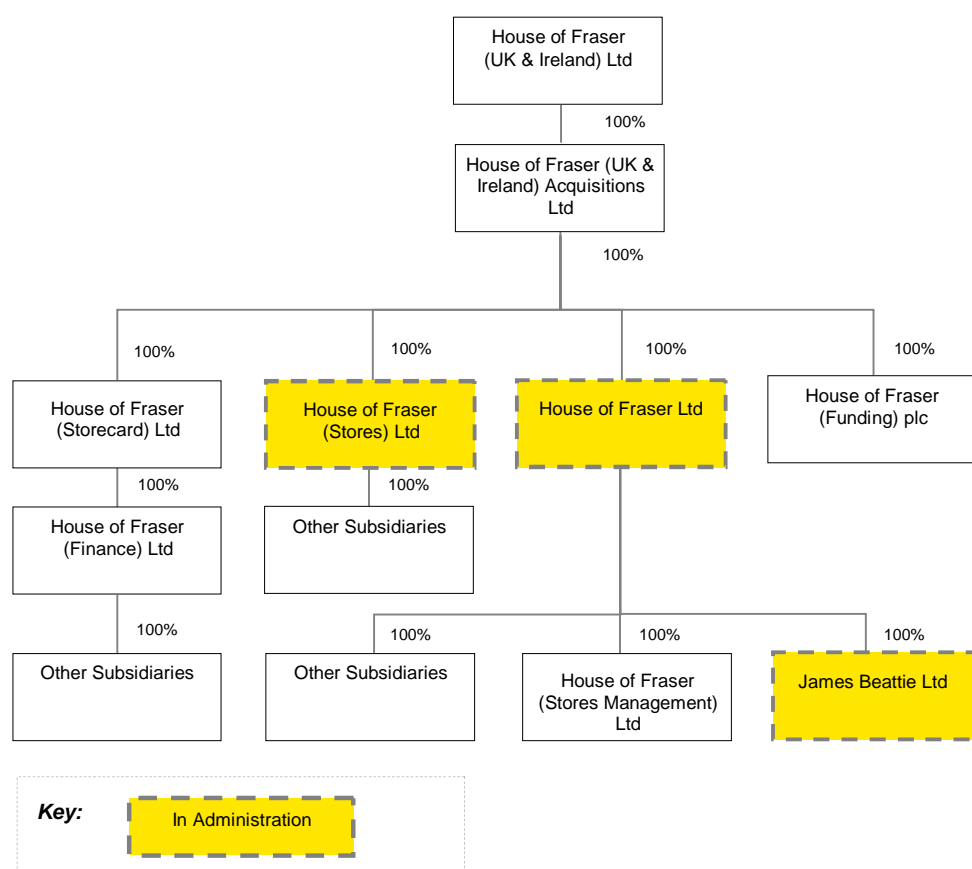 House of Fraser
(UK & Ireland) Ltd
100%
House of Fraser (UK &
Ireland) Acquisitions
Ltd
100%
100%
100%
100%
100%
House of Fraser
(Storecard) Ltd
House of Fraser
(Stores) Ltd
House of Fraser Ltd
House of Fraser
(Funding) plc
100%
100%
House of Fraser
(Finance) Ltd
Other Subsidiaries
100%
100%
100%
100%
Other Subsidiaries
Other Subsidiaries
House of Fraser
(Stores Management)
Ltd
James Beattie Ltd
Key:
In Administration